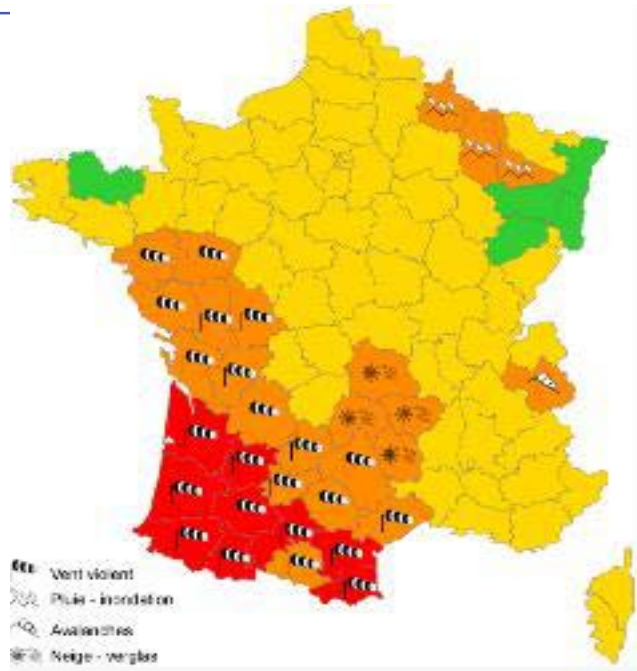 Vent violent
Pluie - inondation
Avalanches
Neige - verglas